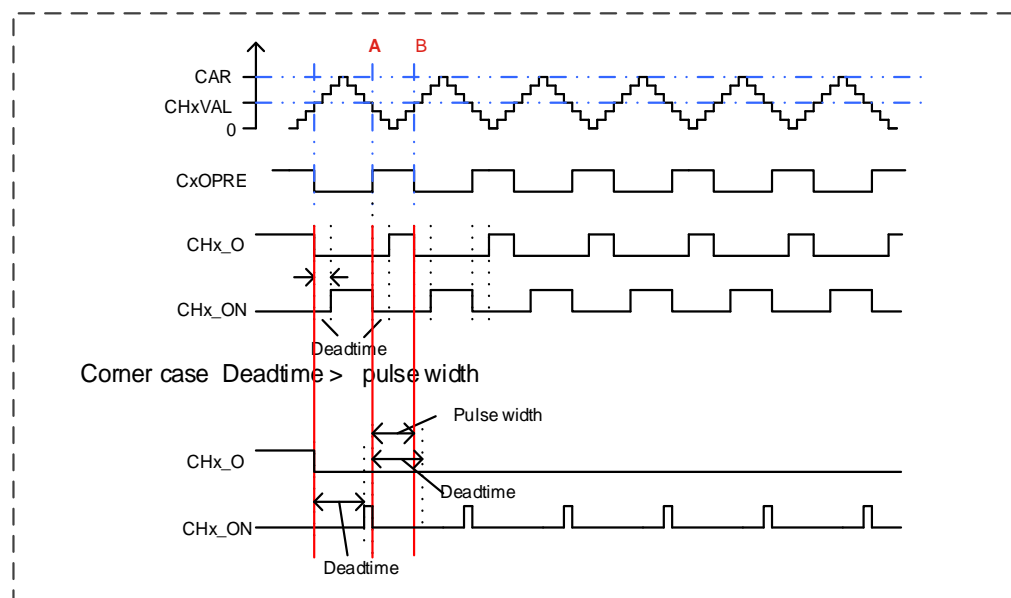 A B
CAR
CHxVAL
0
CxOPRE
CHx_O
CHx_ON
Deadtime
Corner case Deadtime > pulse width
Pulse width
CHx_O
Deadtime
CHx_ON
Deadtime